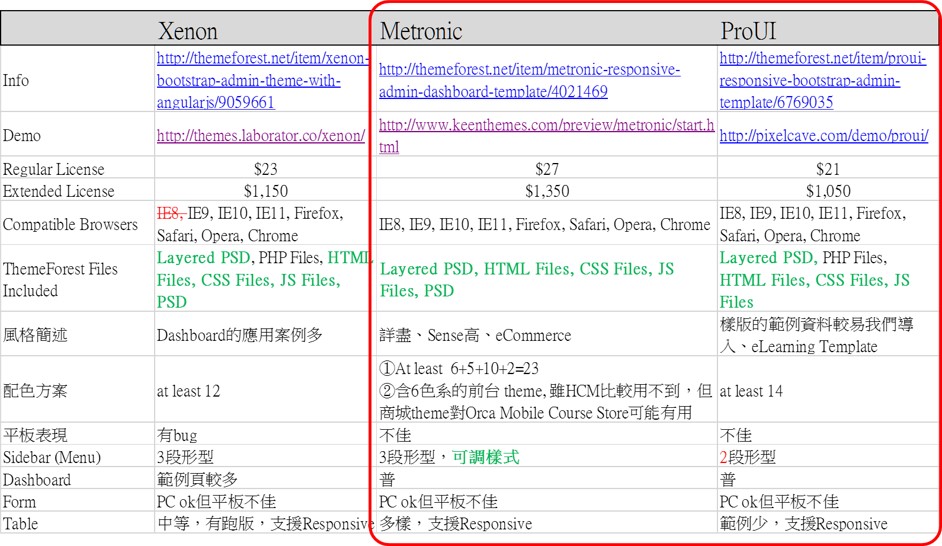 Xenon Metronic ProUI
Info
http://themeforest.net/item/xenon-
bootstrap-admin-theme-with-
angularjs/9059661
http://themeforest.net/item/metronic-responsive-
admin-dashboard-template/4021469
http://themeforest.net/item/proui-
responsive-bootstrap-admin-
template/6769035
Demo
http://themes.laborator.co/xenon/
http://www.keenthemes.com/preview/metronic/start.h
tml
http://pixelcave.com/demo/proui/
Regular License $23 $27 $21
Extended License $1,150 $1,350 $1,050
Compatible Browsers
IE8, IE9, IE10, IE11, Firefox,
Safari, Opera, Chrome
IE8, IE9, IE10, IE11, Firefox, Safari, Opera, Chrome
IE8, IE9, IE10, IE11, Firefox,
Safari, Opera, Chrome
ThemeForest Files
Included
Layered PSD, PHP Files, HTML
Files, CSS Files, JS Files,
PSD
Layered PSD, HTML Files, CSS Files, JS
Files, PSD
Layered PSD, PHP Files,
HTML Files, CSS Files, JS
Files
風格簡述
Dashboard的應用案例多
詳盡、Sense高、eCommerce
樣版的範例資料較易我們導
入、eLearning Template
配色方案
at least 12
①At least 6+5+10+2=23
②含6色系的前台 theme, 雖HCM比較用不到，但
商城theme對Orca Mobile Course Store可能有用
at least 14
平板表現 有bug 不佳 不佳
Sidebar (Menu) 3段形型 3段形型，可調樣式 2段形型
Dashboard 範例頁較多 普 普
Form PC ok但平板不佳 PC ok但平板不佳 PC ok但平板不佳
Table 中等，有跑版，支援Responsive 多樣，支援Responsive 範例少，支援Responsive